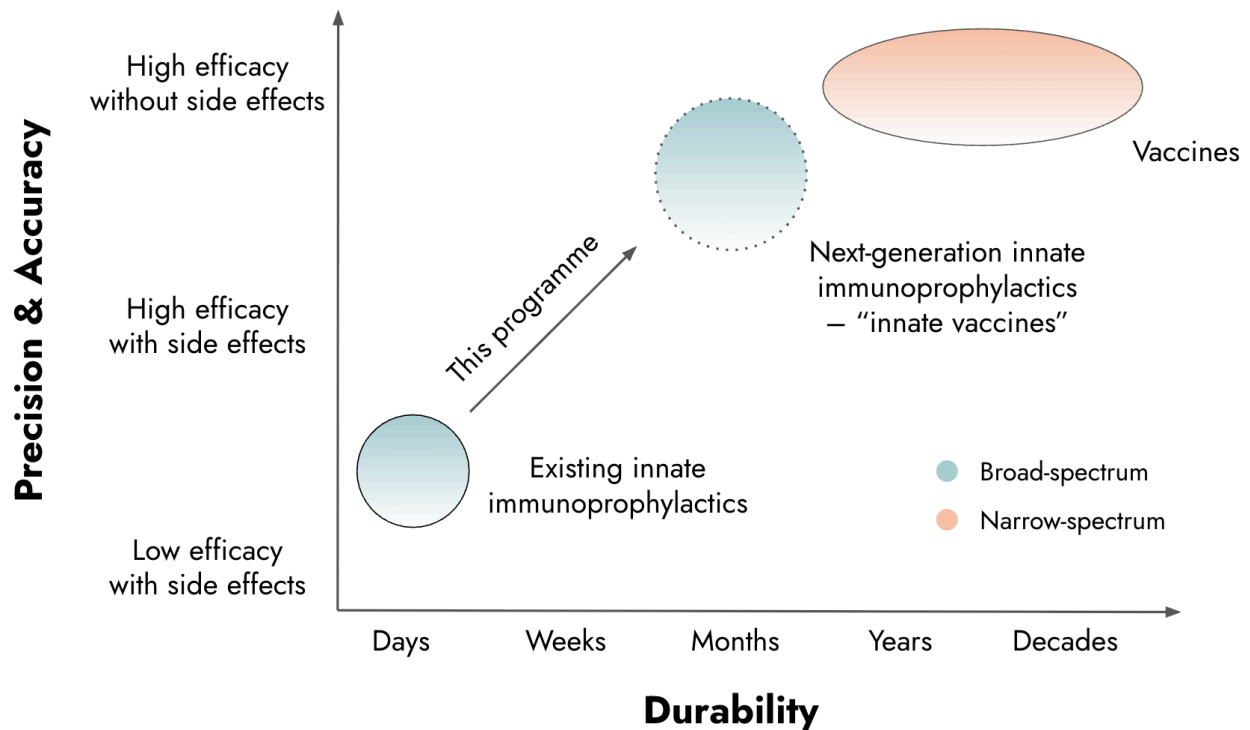 Precision & Accuracy
High efficacy
without side effects
High efficacy
with side effects
Low efficacy
with side effects
Vaccines
Next-generation innate
immunoprophylactics
– “innate vaccines”
This programme
Existing innate
immunoprophylactics
Broad-spectrum
Narrow-spectrum
Days
Weeks
Months
Years
Decades
Durability